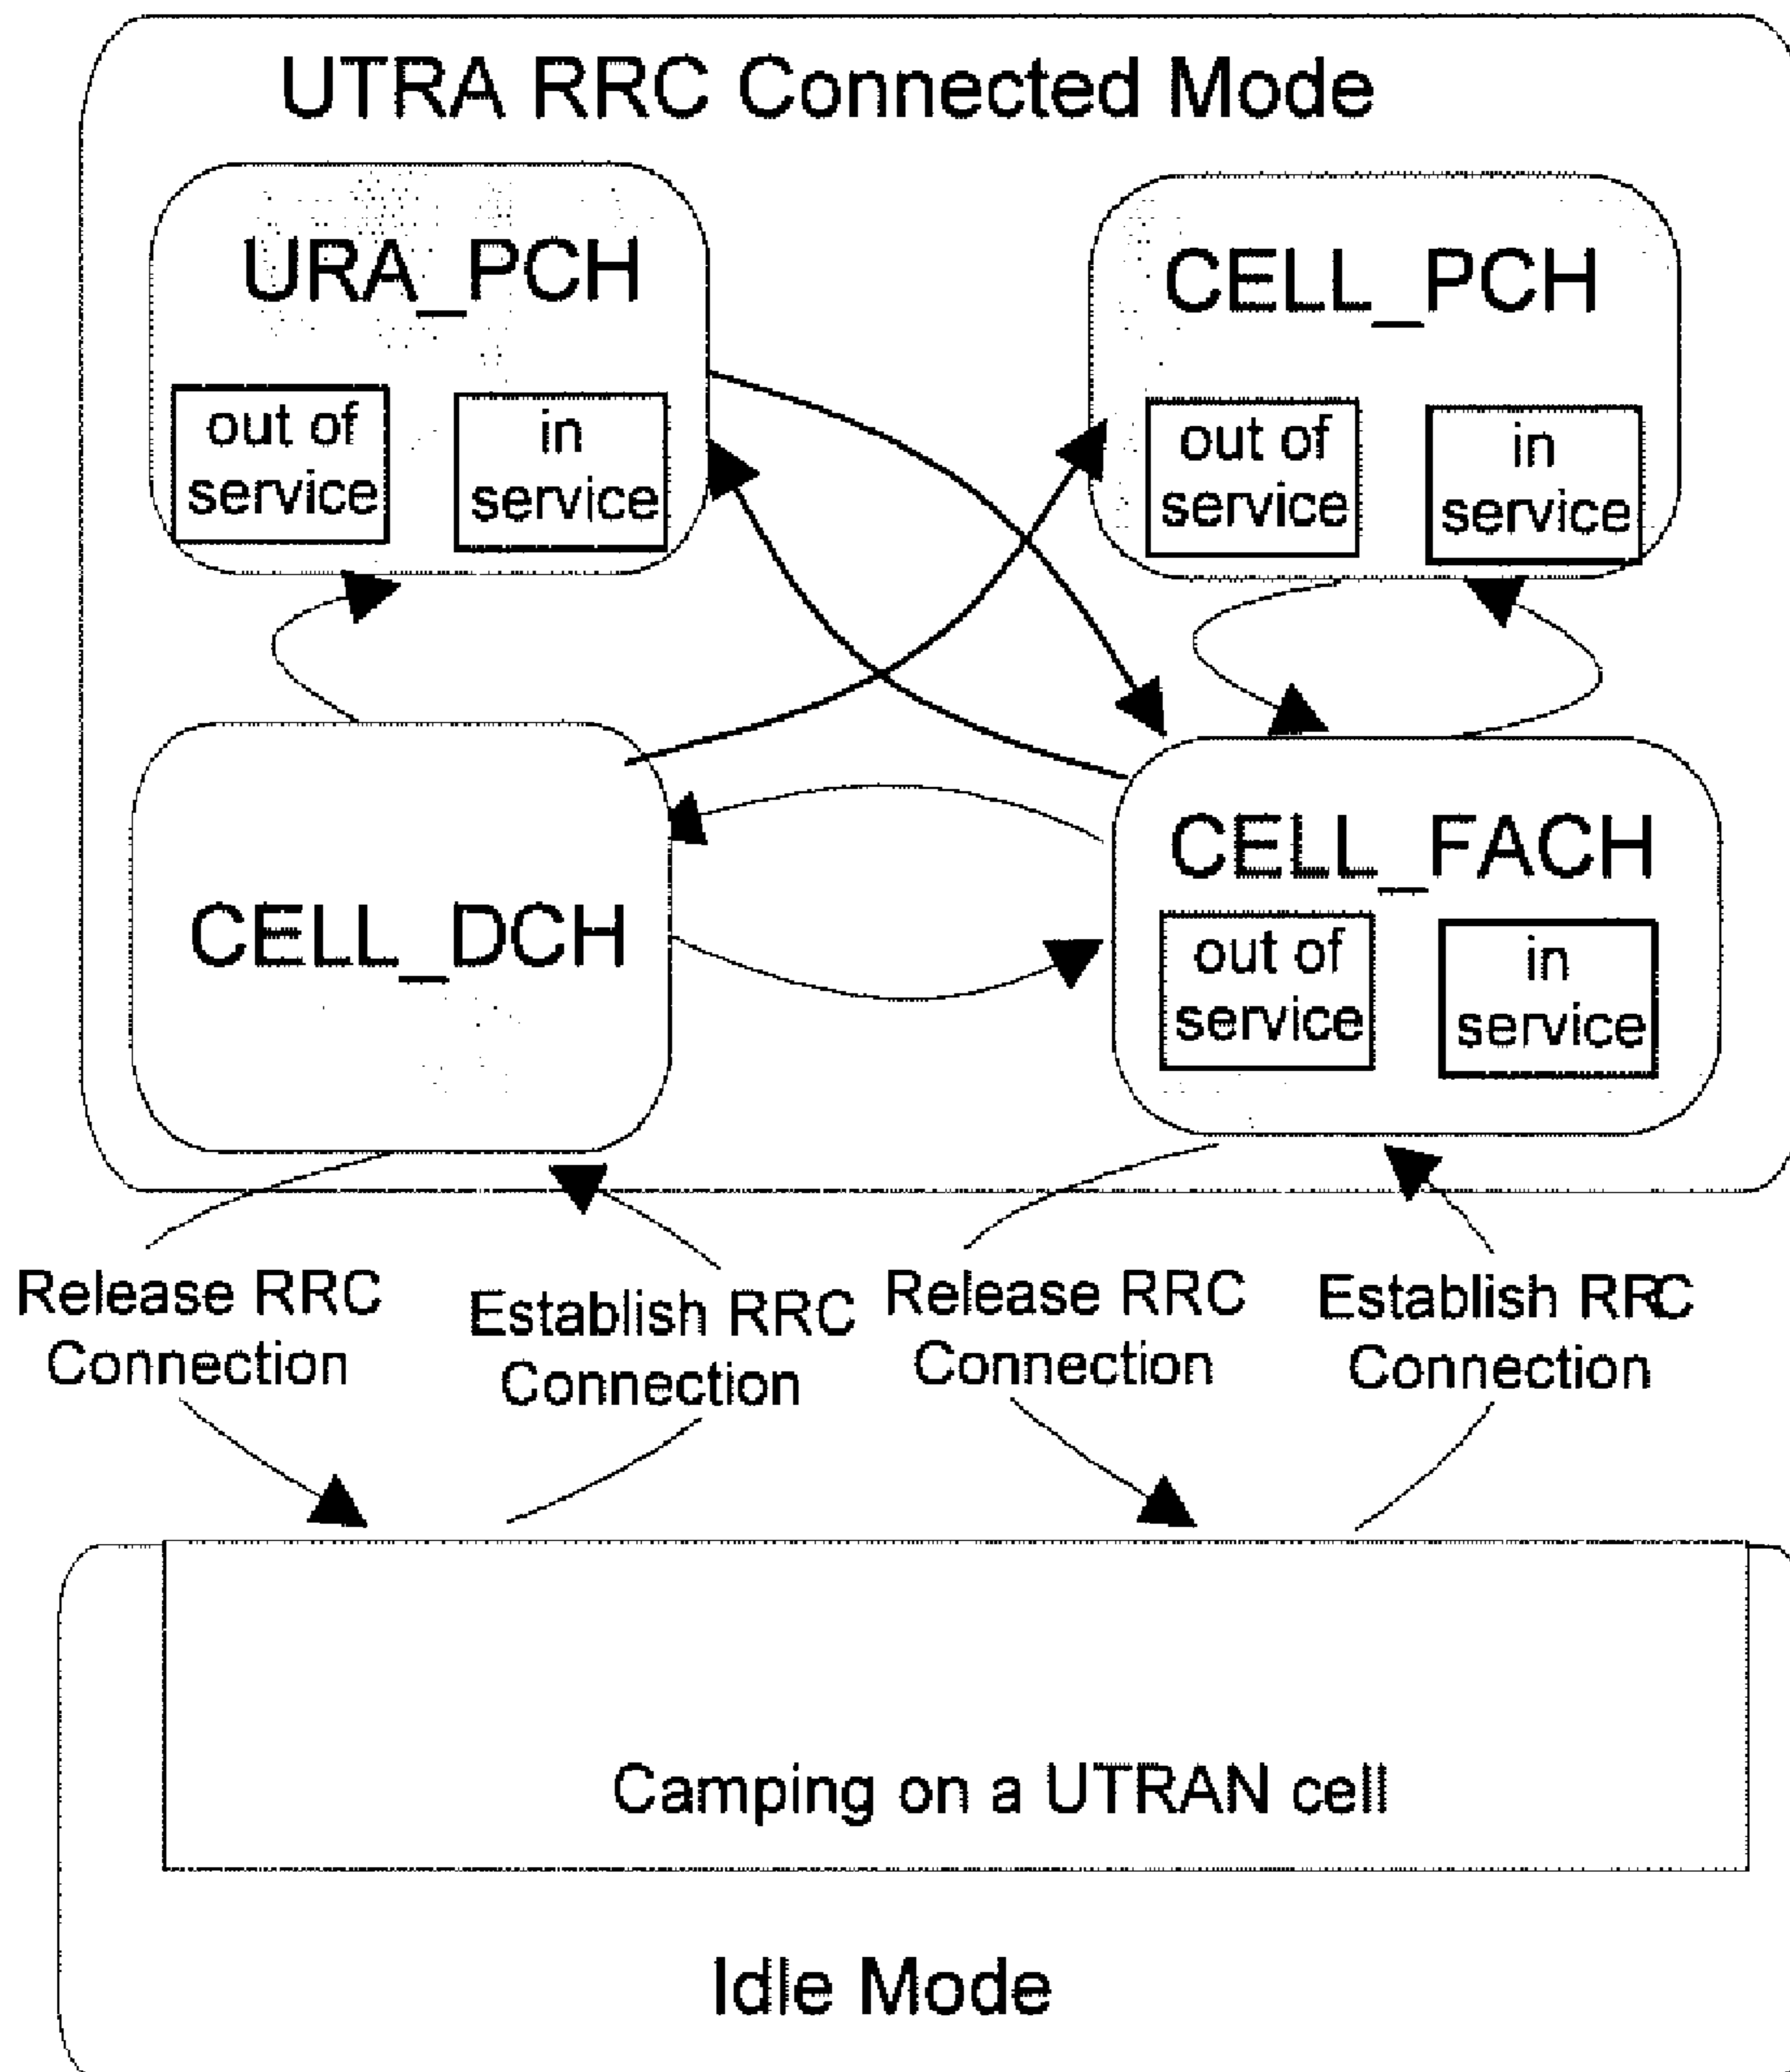 UTRA RRC Connected Mode
URA_PCH
out of
service
in
service
CELL_PCH
out of
service
in
service
CELL_DCH
CELL_FACH
out of
service
in
service
Release RRC
Connection
Establish RRC
Connection
Release RRC
Connection
Establish RRC
Connection
Camping on a UTRAN cell
Idle Mode